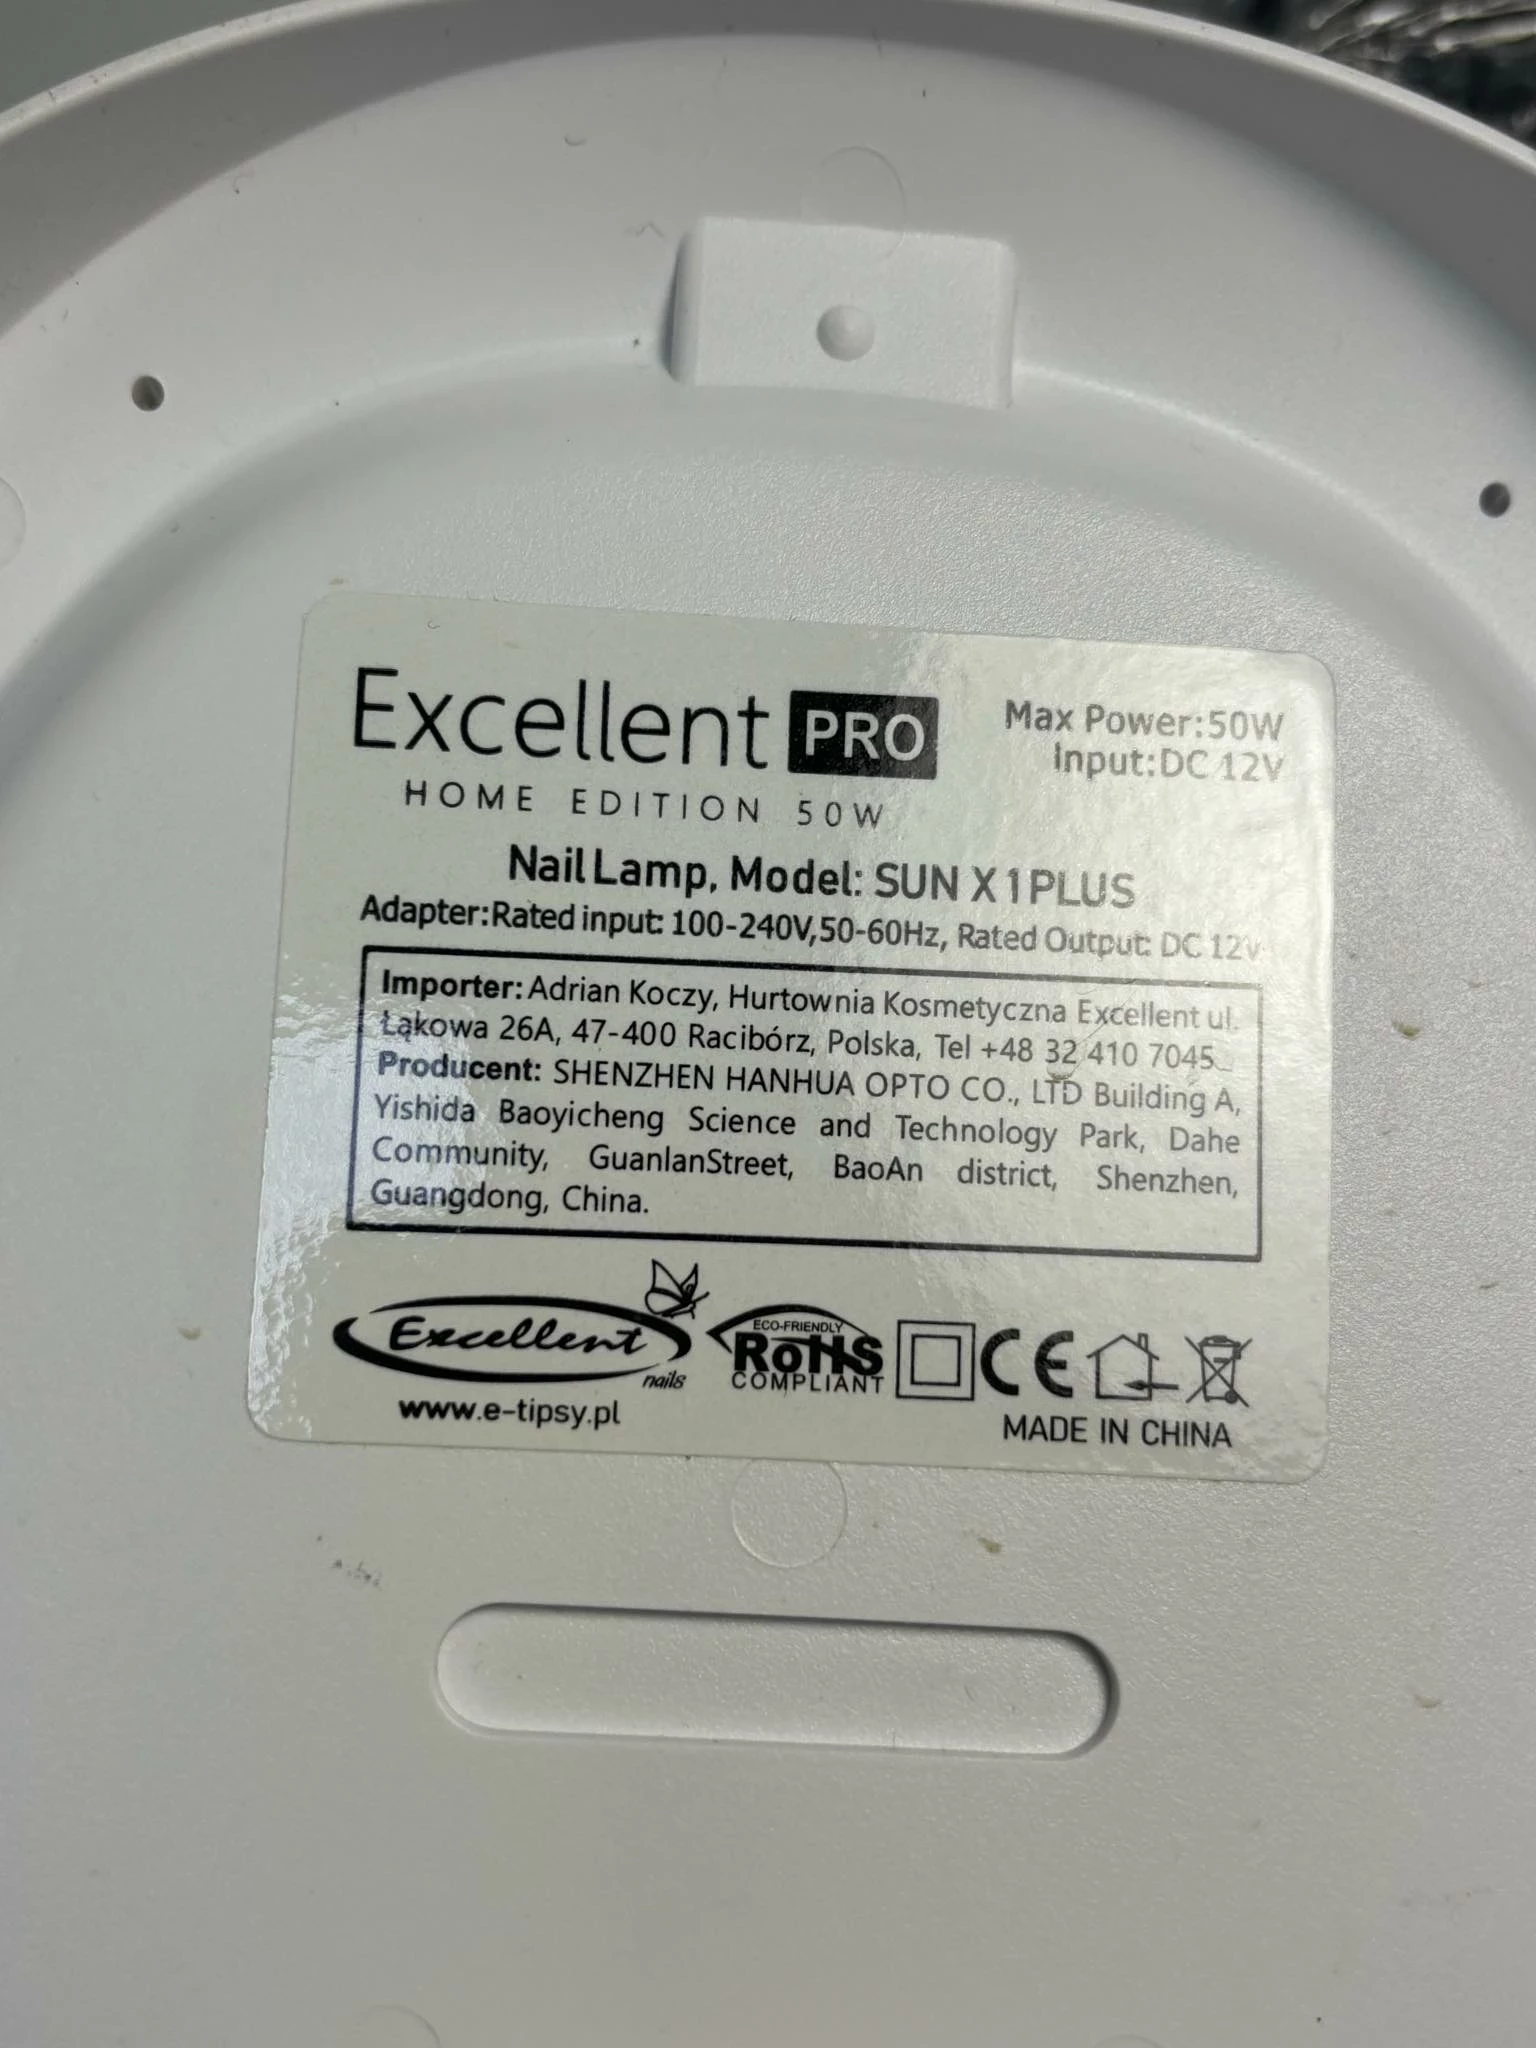 Excellent PRO
HOME EDITION 50W
Max Power:50W
Input:DC 12V
Nail Lamp, Model: SUN X1PLUS
Adapter:Rated input: 100-240V,50-60Hz, Rated Output: DC 12V
Importer: Adrian Koczy, Hurtownia Kosmetyczna Excellent ul.
Łąkowa 26A, 47-400 Racibórz, Polska, Tel +48 32 410 7045
Producent: SHENZHEN HANHUA OPTO CO., LTD Building A,
Yishida Baoyicheng Science and Technology Park, Dahe
Community, GuanlanStreet, BaoAn district, Shenzhen,
Guangdong, China.
Excellent
nails
www.e-tipsy.pl
ECO-FRIENDLY
RoHS
COMPLIANT
CE
MADE IN CHINA